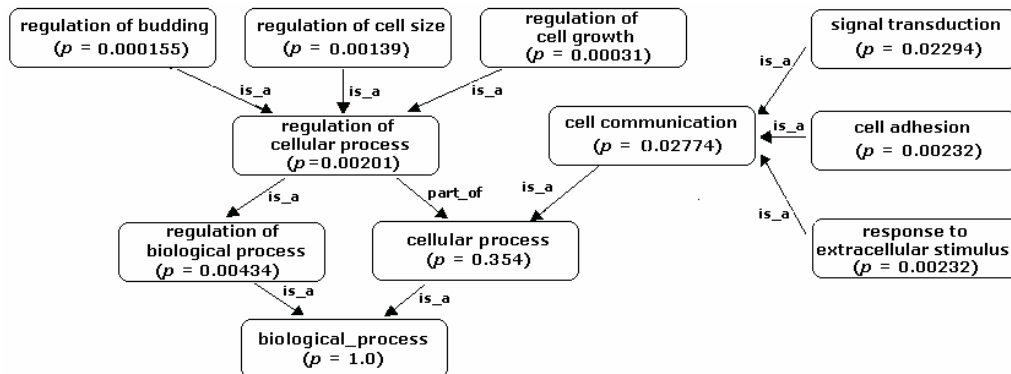 regulation of budding
(p = 0.000155)
regulation of cell size
(p = 0.00139)
regulation of
cell growth
(p = 0.00031)
signal transduction
(p = 0.02294)
is_a
is_a
is_a
is_a
regulation of
cellular process
(p=0.00201)
cell communication
(p = 0.02774)
is_a
cell adhesion
(p = 0.00232)
is_a
part_of
is_a
is_a
regulation of
biological process
(p = 0.00434)
cellular process
(p = 0.354)
response to
extracellular stimulus
(p = 0.00232)
is_a
is_a
biological_process
(p = 1.0)